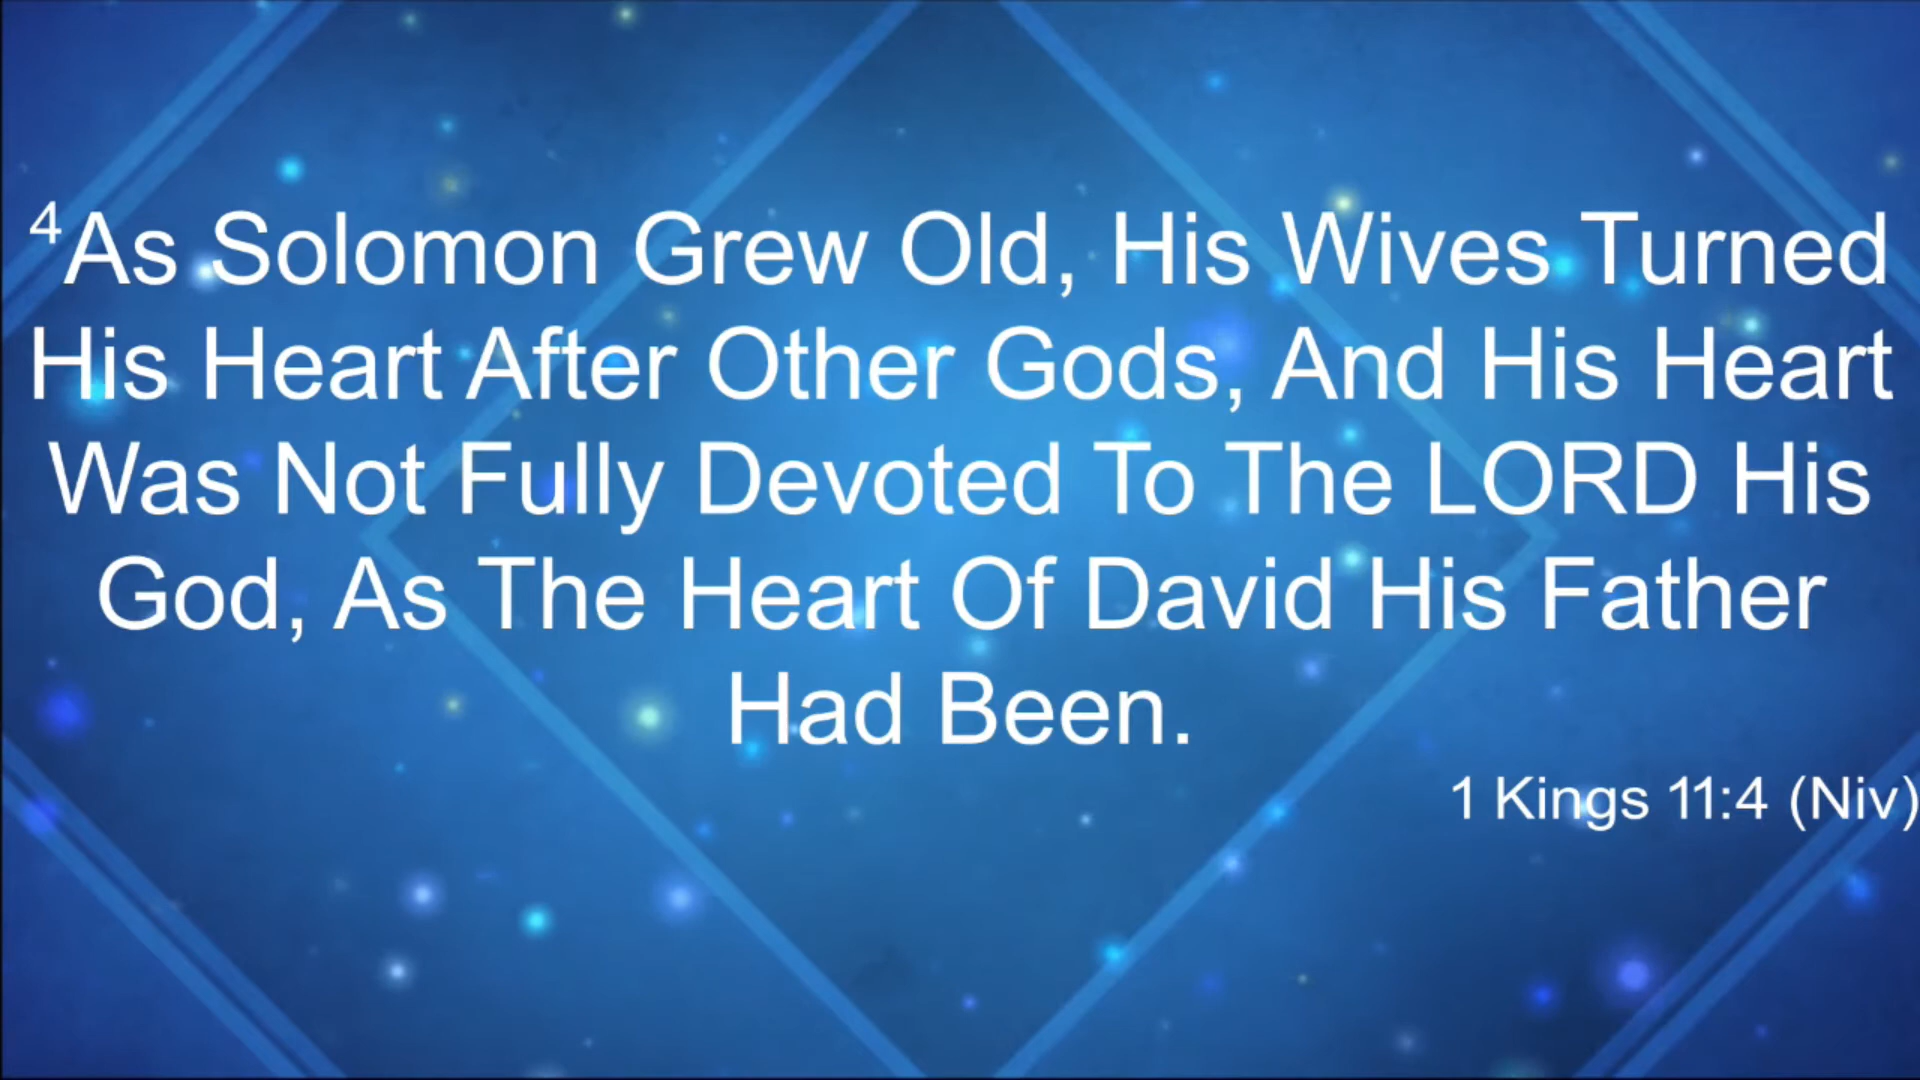 ⁴As Solomon Grew Old, His Wives Turned
His Heart After Other Gods, And His Heart
Was Not Fully Devoted To The LORD His
God, As The Heart Of David His Father
Had Been.
1 Kings 11:4 (Niv)